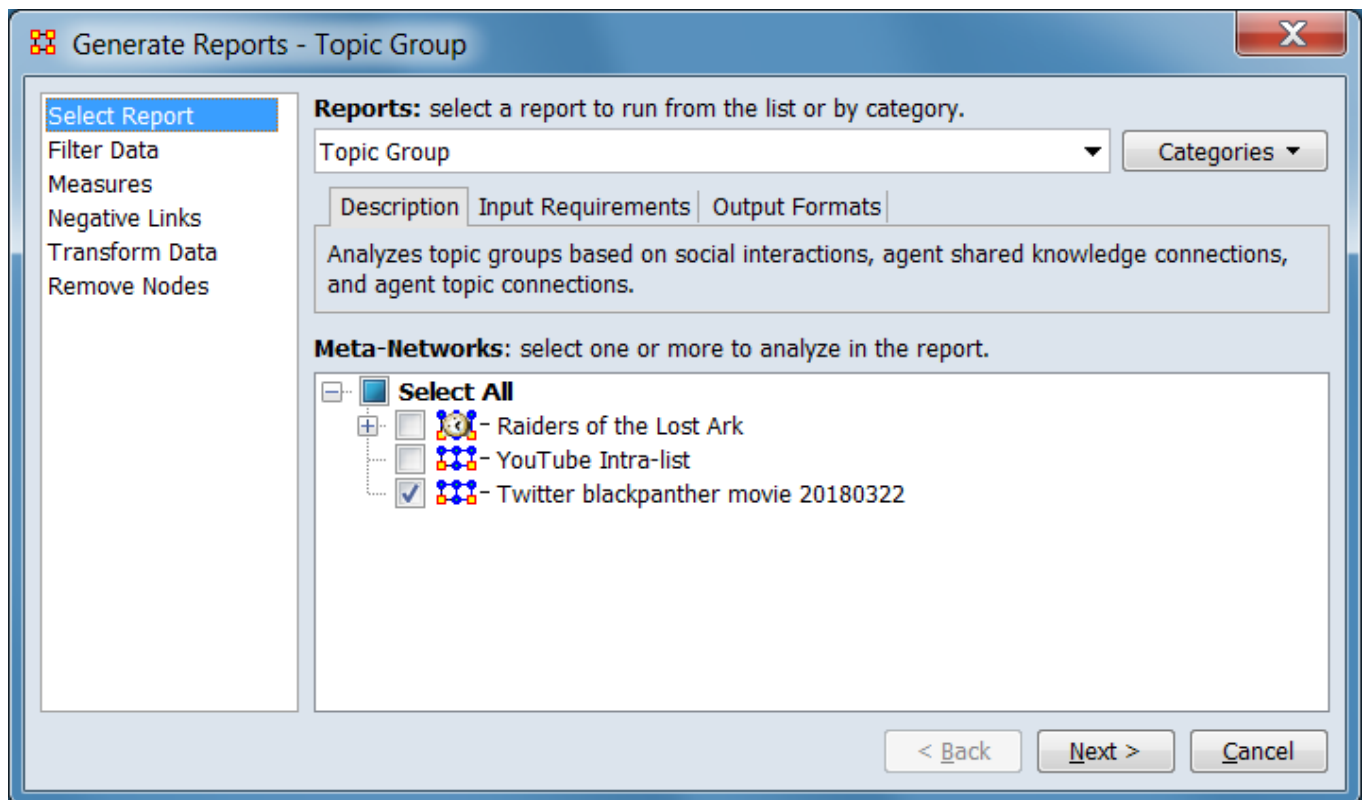 Generate Reports - Topic Group
X
Select Report
Filter Data
Measures
Negative Links
Transform Data
Remove Nodes
Reports: select a report to run from the list or by category.
Topic Group
Categories
Description Input Requirements Output Formats
Analyzes topic groups based on social interactions, agent shared knowledge connections,
and agent topic connections.
Meta-Networks: select one or more to analyze in the report.
Select All
- Raiders of the Lost Ark
- YouTube Intra-list
- Twitter blackpanther movie 20180322
< Back Next > Cancel